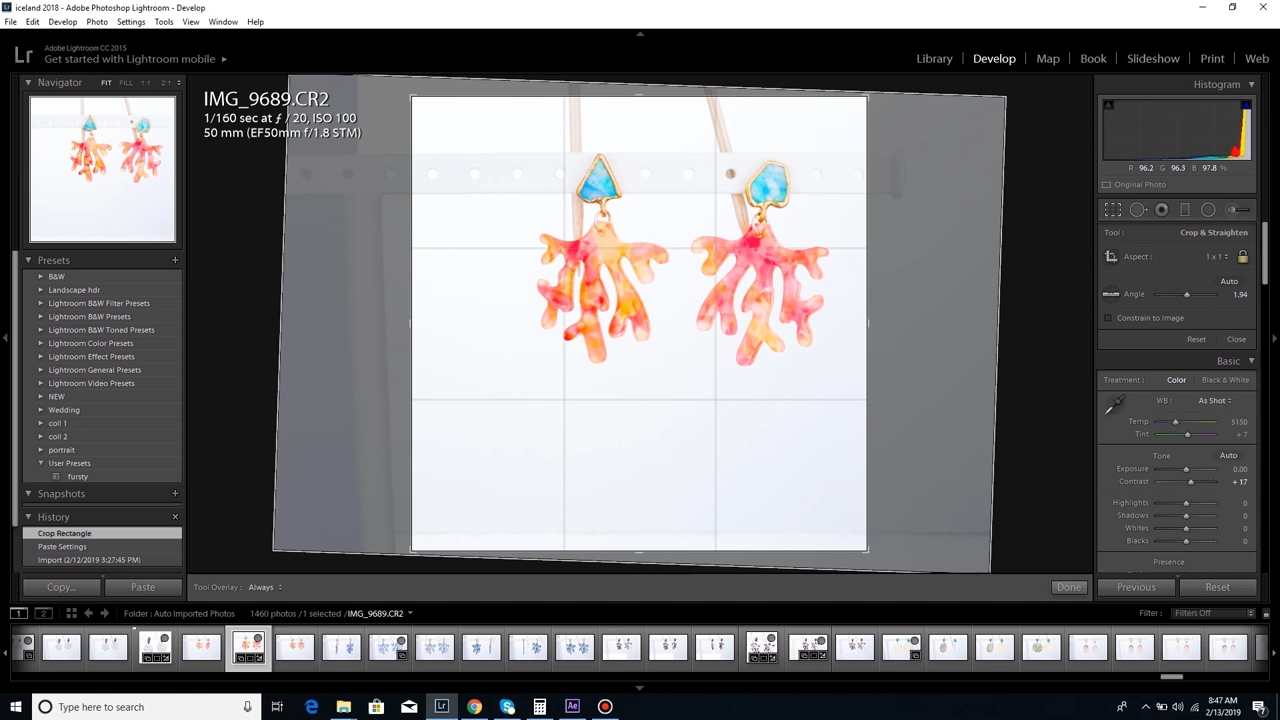 iceland 2018 - Adobe Photoshop Lightroom - Develop
File Edit Develop Photo Settings Tools View Window Help
Adobe Lightroom CC 2015
Get started with Lightroom mobile
Library Develop Map Book Slideshow Print Web
Navigator FIT FILL 1:1 2:1
IMG_9689.CR2
1/160 sec at ƒ / 20, ISO 100
50 mm (EF50mm f/1.8 STM)
Presets
B&W
Landscape hdr
Lightroom B&W Filter Presets
Lightroom B&W Presets
Lightroom B&W Toned Presets
Lightroom Color Presets
Lightroom Effect Presets
Lightroom General Presets
Lightroom Video Presets
NEW
Wedding
coll 1
coll 2
portrait
User Presets
fursty
Snapshots
History
Crop Rectangle
Paste Settings
Import (2/12/2019 3:27:45 PM)
Copy... Paste
Tool Overlay: Always
Done
Histogram
R 96.2 G 96.3 B 97.8 %
Original Photo
Tool: Crop & Straighten
Aspect: 1 x 1
Auto
Angle 1.94
Constrain to Image
Reset Close
Basic
Treatment: Color Black & White
WB: As Shot
Temp 5150
Tint + 7
Tone Auto
Exposure 0.00
Contrast + 17
Highlights 0
Shadows 0
Whites 0
Blacks 0
Presence
Previous Reset
1 2 Folder : Auto Imported Photos 1460 photos / 1 selected / IMG_9689.CR2 Filter : Filters Off
Type here to search
8:47 AM
2/13/2019